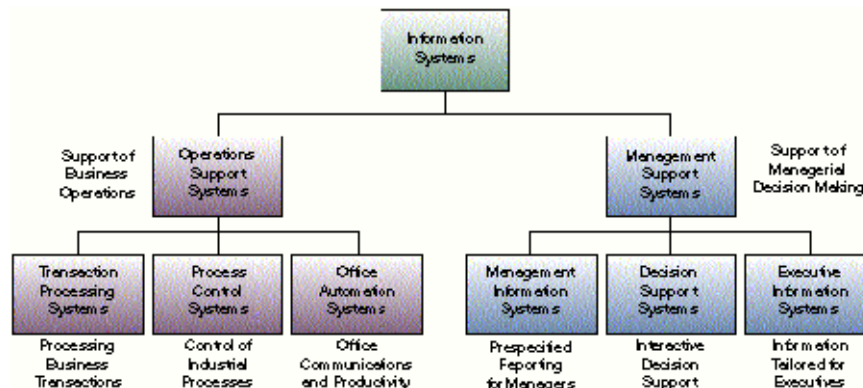 Information
Systems
Support of
Business
Operations
Operations
Support
Systems
Management
Support
Systems
Support of
Managerial
Decision Making
Transaction
Processing
Systems
Process
Control
Systems
Office
Automation
Systems
Management
Information
Systems
Decision
Support
Systems
Executive
Information
Systems
Processing
Business
Transactions
Control of
Industrial
Processes
Office
Communications
and Productivity
Prespecified
Reporting
for Managers
Interactive
Decision
Support
Information
Tailored for
Executives